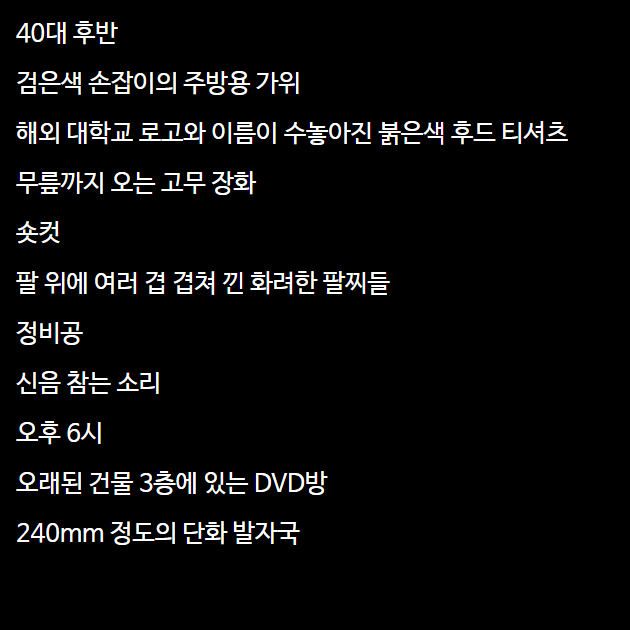 40대 후반
검은색 손잡이의 주방용 가위
해외 대학교 로고와 이름이 수놓아진 붉은색 후드 티셔츠
무릎까지 오는 고무 장화
숏컷
팔 위에 여러 겹 겹쳐 낀 화려한 팔찌들
정비공
신음 참는 소리
오후 6시
오래된 건물 3층에 있는 DVD방
240mm 정도의 단화 발자국